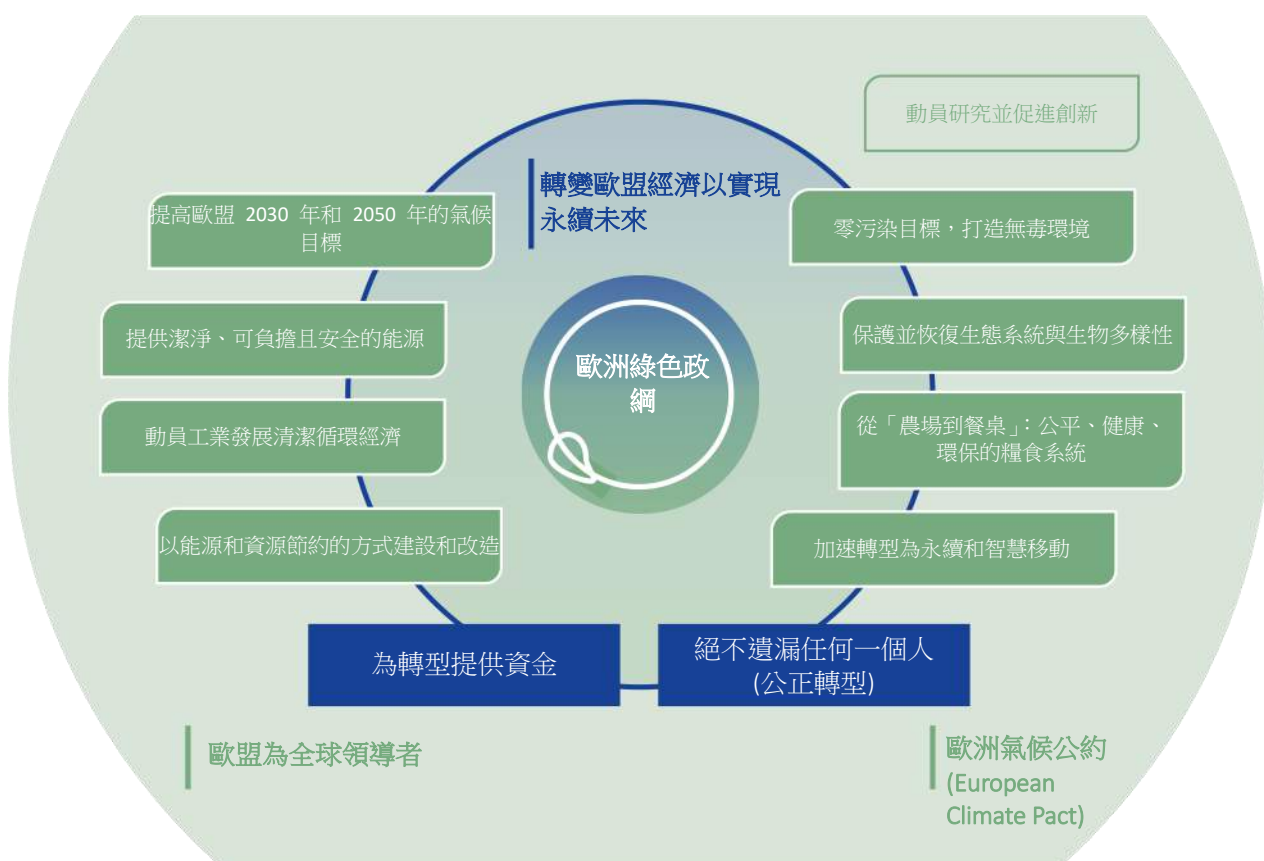 動員研究並促進創新
轉變歐盟經濟以實現
永續未來
提高歐盟 2030 年和 2050 年的氣候
目標
零污染目標，打造無毒環境
提供潔淨、可負擔且安全的能源
保護並恢復生態系統與生物多樣性
歐洲綠色政
綱
動員工業發展清潔循環經濟
從「農場到餐桌」：公平、健康、
環保的糧食系統
以能源和資源節約的方式建設和改造
加速轉型為永續和智慧移動
為轉型提供資金
絕不遺漏任何一個人
(公正轉型)
歐盟為全球領導者
歐洲氣候公約
(European
Climate Pact)